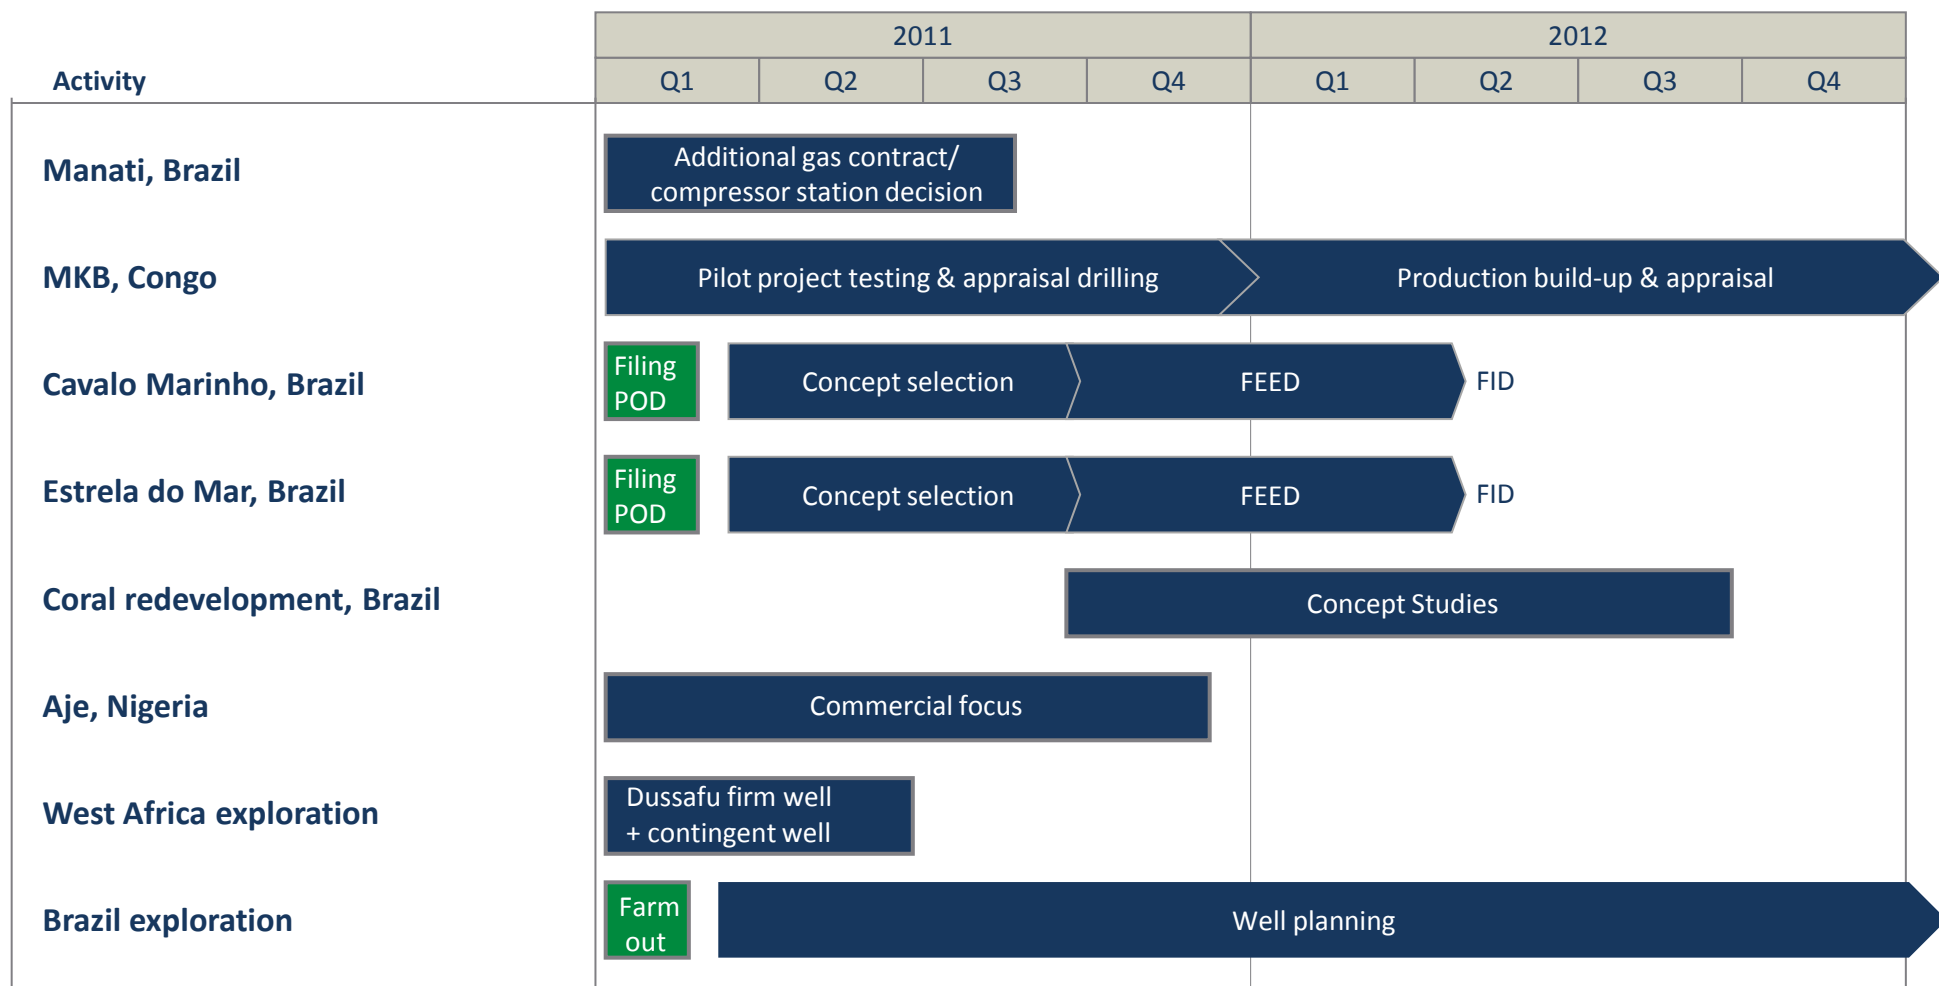 2011 2012
Activity Q1 Q2 Q3 Q4 Q1 Q2 Q3 Q4
Manati, Brazil
Additional gas contract/
compressor station decision
MKB, Congo
Pilot project testing & appraisal drilling
Production build-up & appraisal
Cavalo Marinho, Brazil
Filing
POD
Concept selection
FEED
FID
Estrela do Mar, Brazil
Filing
POD
Concept selection
FEED
FID
Coral redevelopment, Brazil
Concept Studies
Aje, Nigeria
Commercial focus
West Africa exploration
Dussafu firm well
+ contingent well
Brazil exploration
Farm
out
Well planning